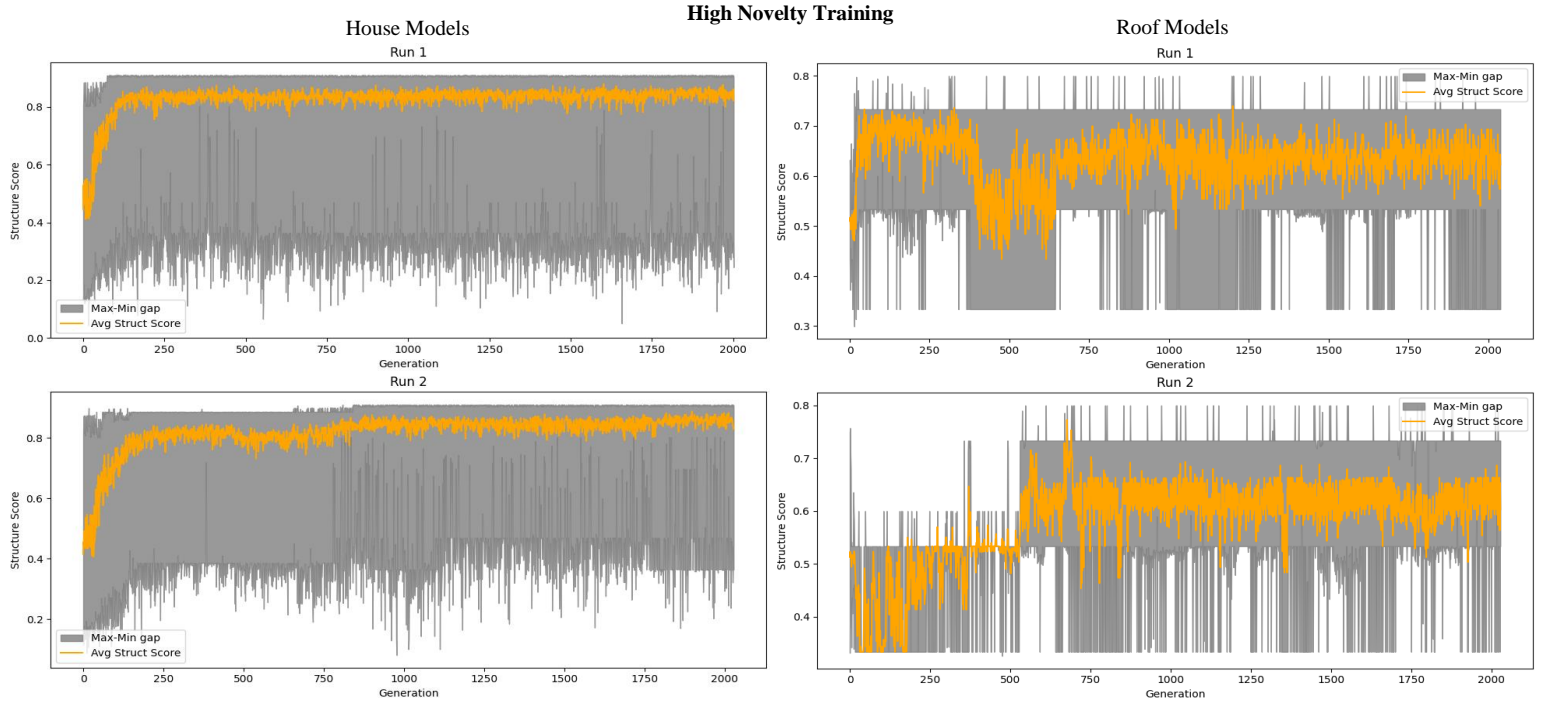 High Novelty Training
House Models
Roof Models
Run 1
Structure Score
0.8
0.6
0.4
0.2
0.0
Max-Min gap
Avg Struct Score
0 250 500 750 1000 1250 1500 1750 2000
Generation
Run 1
Structure Score
0.8
0.7
0.6
0.5
0.4
0.3
Max-Min gap
Avg Struct Score
0 250 500 750 1000 1250 1500 1750 2000
Generation
Run 2
Structure Score
0.8
0.6
0.4
0.2
Max-Min gap
Avg Struct Score
0 250 500 750 1000 1250 1500 1750 2000
Generation
Run 2
Structure Score
0.8
0.7
0.6
0.5
0.4
Max-Min gap
Avg Struct Score
0 250 500 750 1000 1250 1500 1750 2000
Generation